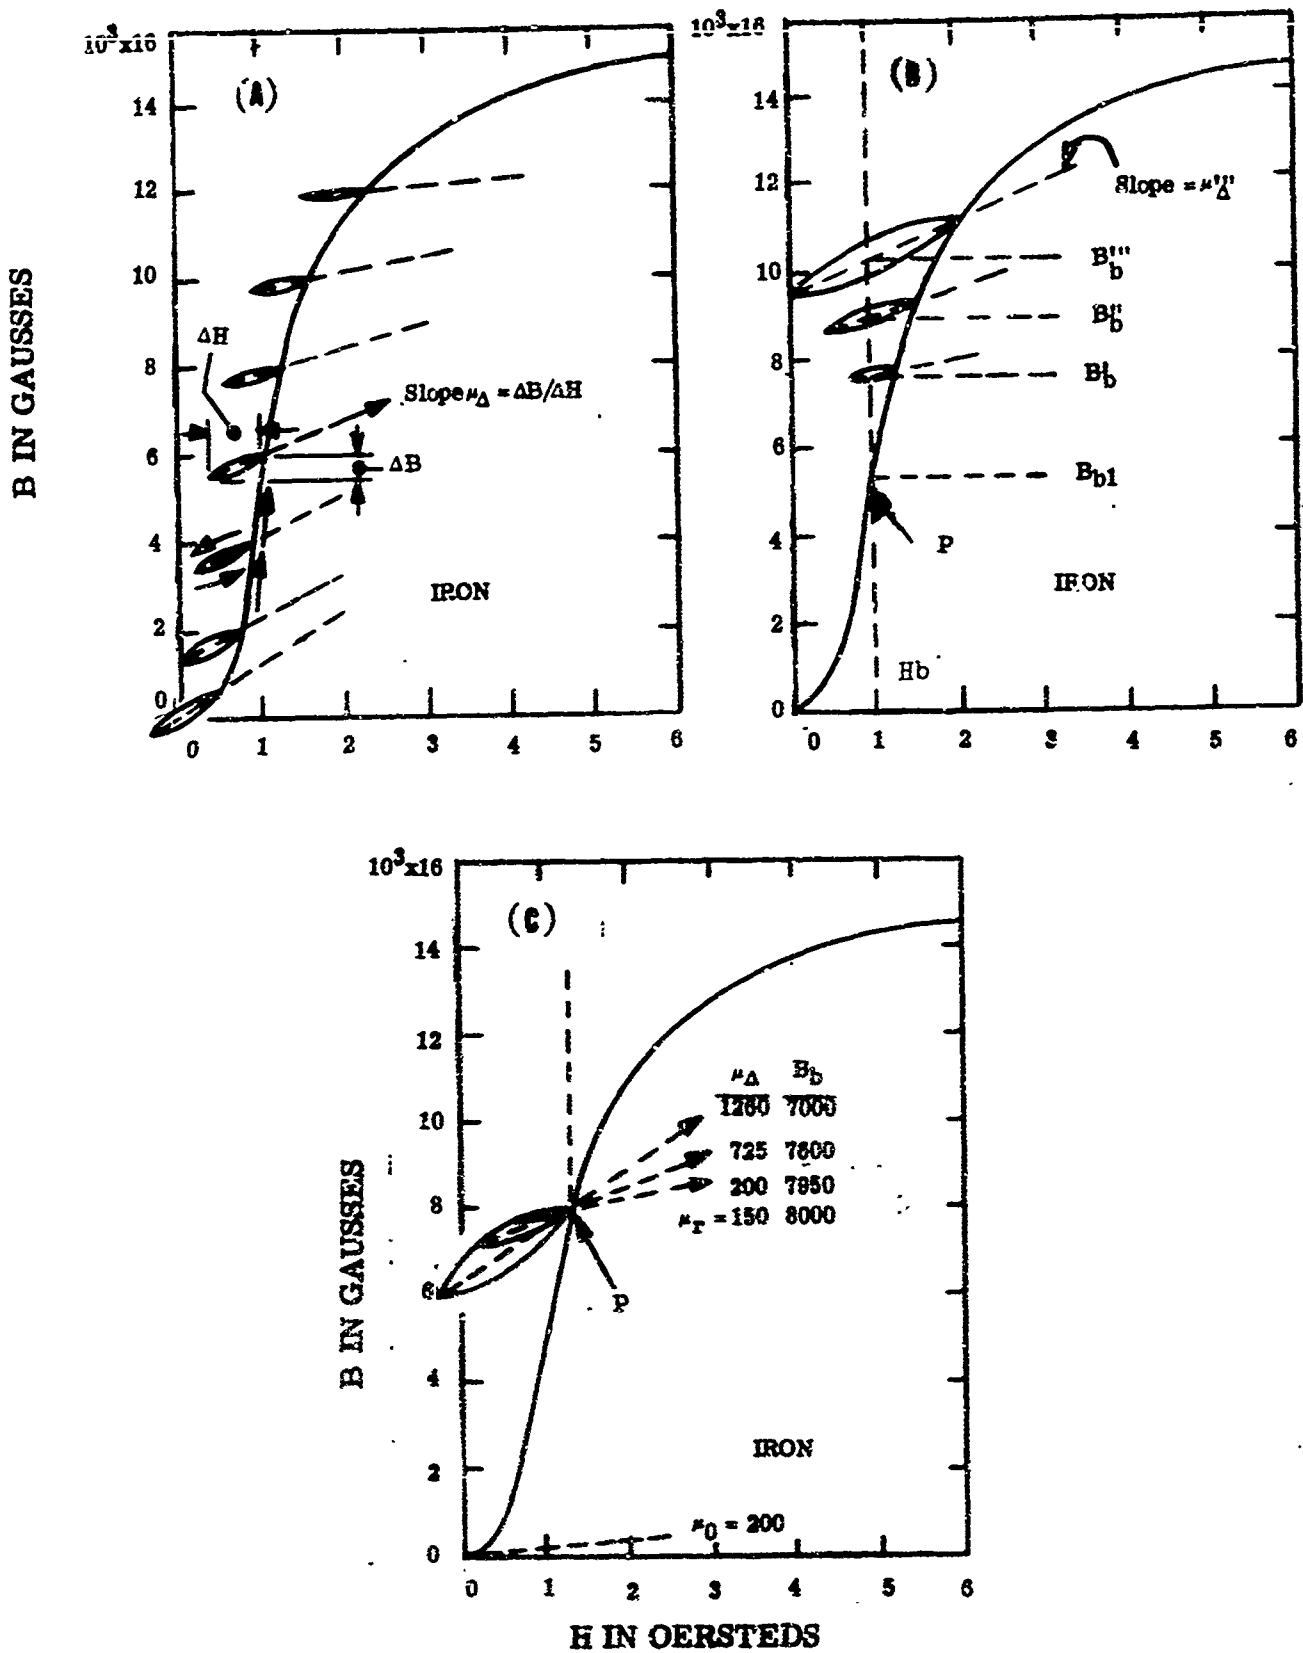 10³x16
(A)
14
12
10
8
6
4
2
0
B IN GAUSSES
ΔH
Slope μΔ = ΔB/ΔH
ΔB
Δ
IRON
0 1 2 3 4 5 6
10³x16
(B)
14
12
10
8
6
4
2
0
Slope = μ'''Δ
B'''b
B''b
B'b
Bb1
P
IRON
Hb
0 1 2 3 4 5 6
10³x16
(C)
14
12
10
8
6
4
2
0
B IN GAUSSES
μΔ Bb
1260 7000
725 7600
200 7950
μr = 150 8000
P
IRON
μ0 = 200
0 1 2 3 4 5 6
H IN OERSTEDS